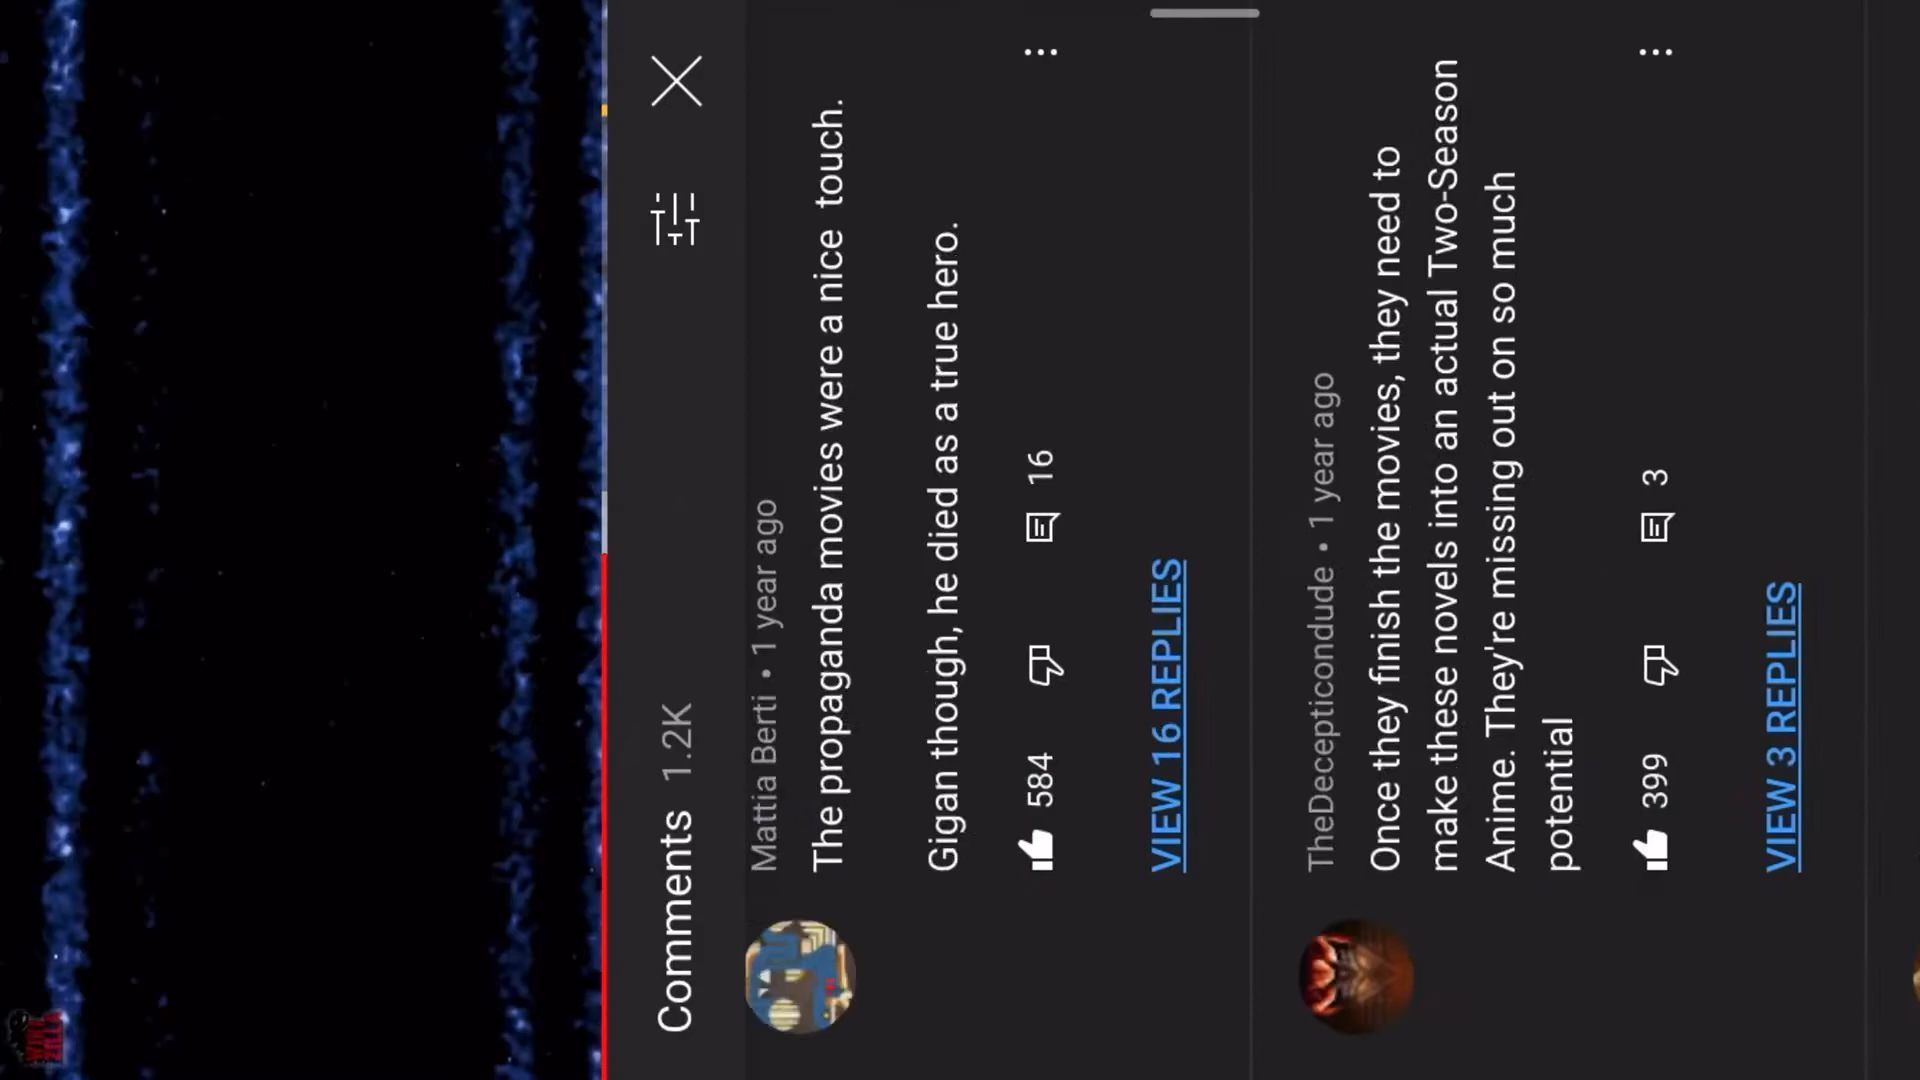 WIKI
ZILLA
Comments 1.2K
Mattia Berti • 1 year ago
The propaganda movies were a nice touch.
Gigan though, he died as a true hero.
584
16
VIEW 16 REPLIES
TheDecepticondude • 1 year ago
Once they finish the movies, they need to
make these novels into an actual Two-Season
Anime. They're missing out on so much
potential
399
3
VIEW 3 REPLIES